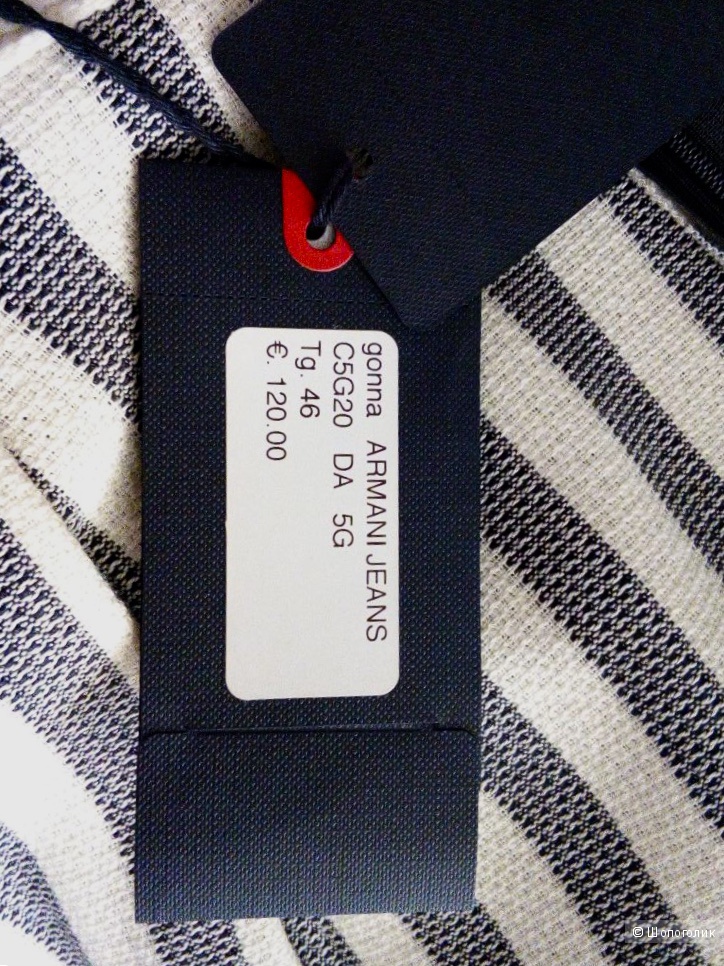 gonna ARMANI JEANS
C5G20 DA 5G
Tg. 46
€. 120.00
© Шопоголик